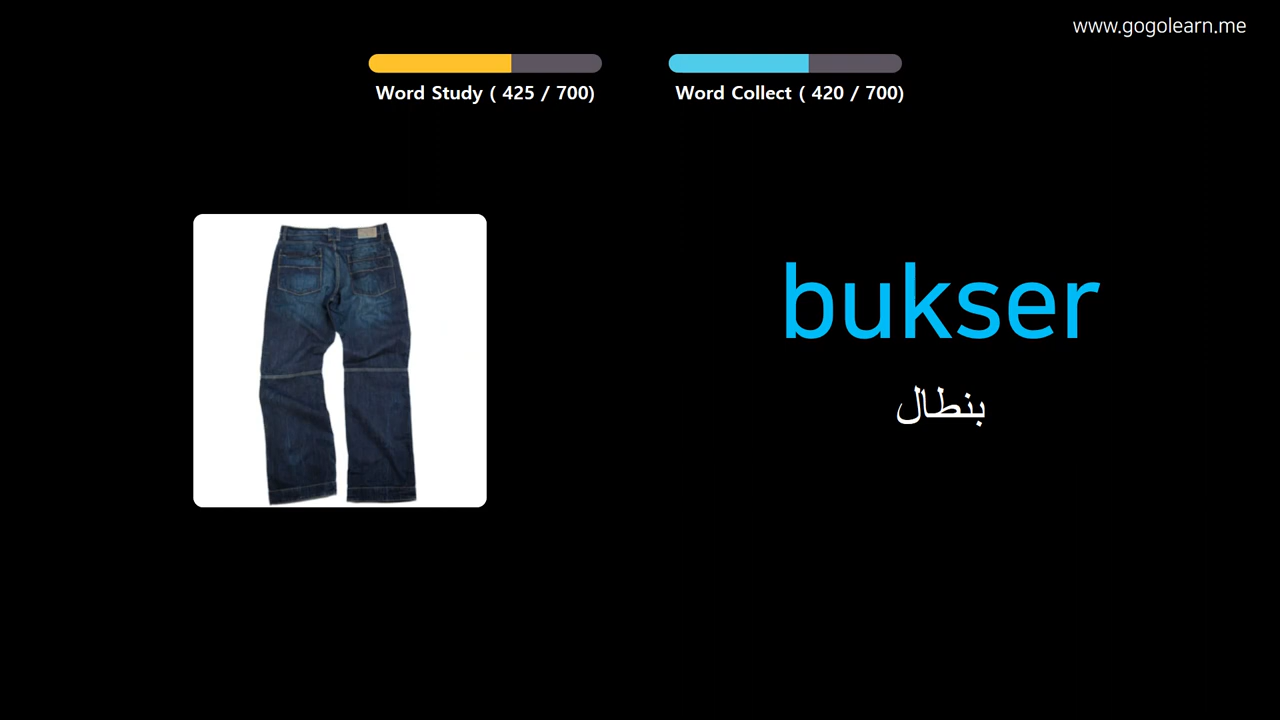 www.gogolearn.me
Word Study ( 425 / 700)
Word Collect ( 420 / 700)
bukser
بنطال